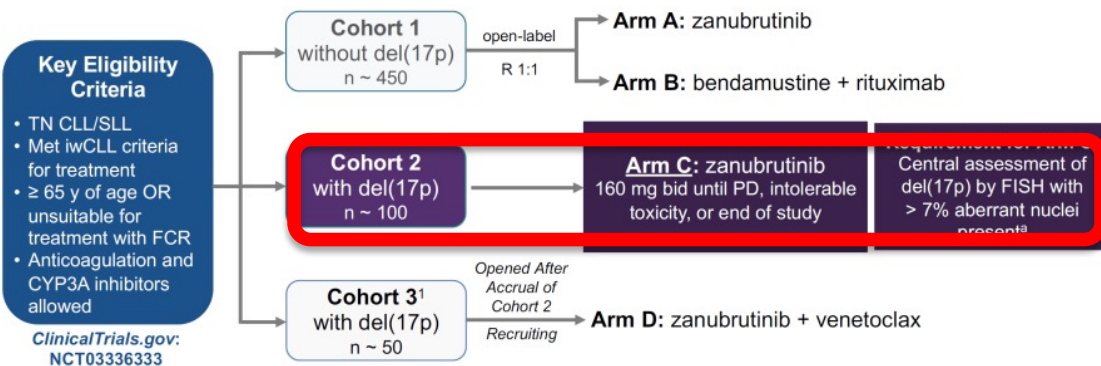 Key Eligibility
Criteria
• TN CLL/SLL
• Met iwCLL criteria
for treatment
• ≥ 65 y of age OR
unsuitable for
treatment with FCR
• Anticoagulation and
CYP3A inhibitors
allowed
ClinicalTrials.gov:
NCT03336333
Cohort 1
without del(17p)
n ~ 450
open-label
R 1:1
Arm A: zanubrutinib
Arm B: bendamustine + rituximab
Cohort 2
with del(17p)
n ~ 100
Arm C: zanubrutinib
160 mg bid until PD, intolerable
toxicity, or end of study
Requirement for Arm
Central assessment of
del(17p) by FISH with
> 7% aberrant nuclei
presentª
Cohort 3¹
with del(17p)
n ~ 50
Opened After
Accrual of
Cohort 2
Recruiting
Arm D: zanubrutinib + venetoclax